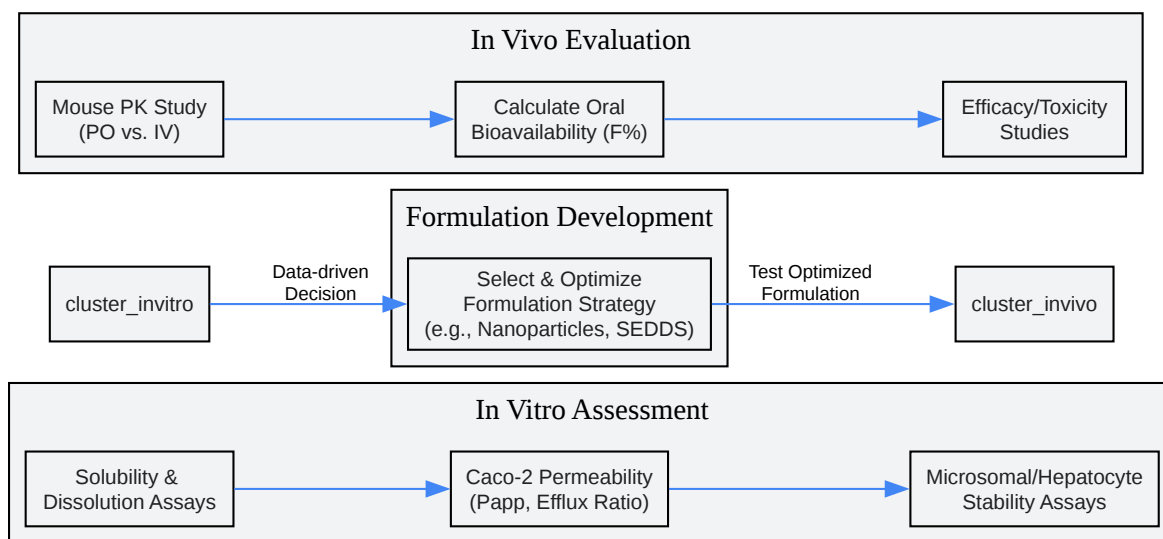 In Vivo Evaluation
Mouse PK Study
(PO vs. IV)
Calculate Oral
Bioavailability (F%)
Efficacy/Toxicity
Studies
Formulation Development
cluster_invitro
Data-driven
Decision
Select & Optimize
Formulation Strategy
(e.g., Nanoparticles, SEDDS)
Test Optimized
Formulation
cluster_invivo
In Vitro Assessment
Solubility &
Dissolution Assays
Caco-2 Permeability
(Papp, Efflux Ratio)
Microsomal/Hepatocyte
Stability Assays